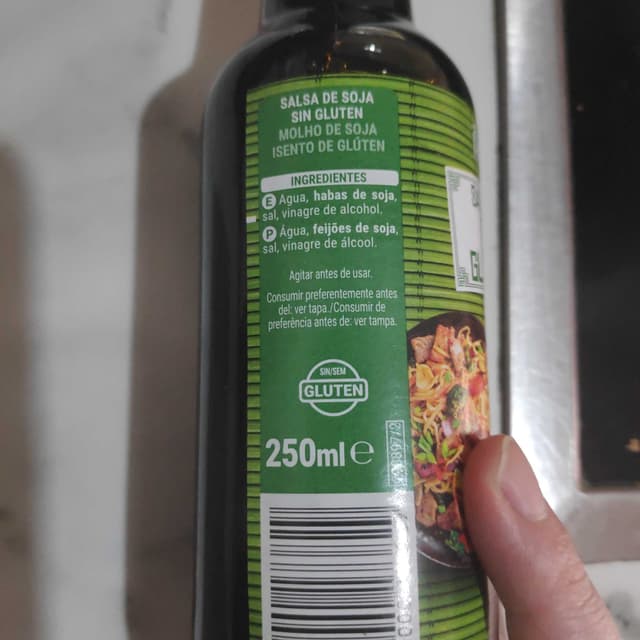 SALSA DE SOJA
SIN GLUTEN
MOLHO DE SOJA
ISENTO DE GLÚTEN
INGREDIENTES
E Agua, habas de soja,
sal, vinagre de alcohol.
P Água, feijões de soja,
sal, vinagre de álcool.
Agitar antes de usar.
Consumir preferentemente antes
del: ver tapa./Consumir de
preferência antes de: ver tampa.
SIN/SEM
GLUTEN
250ml e